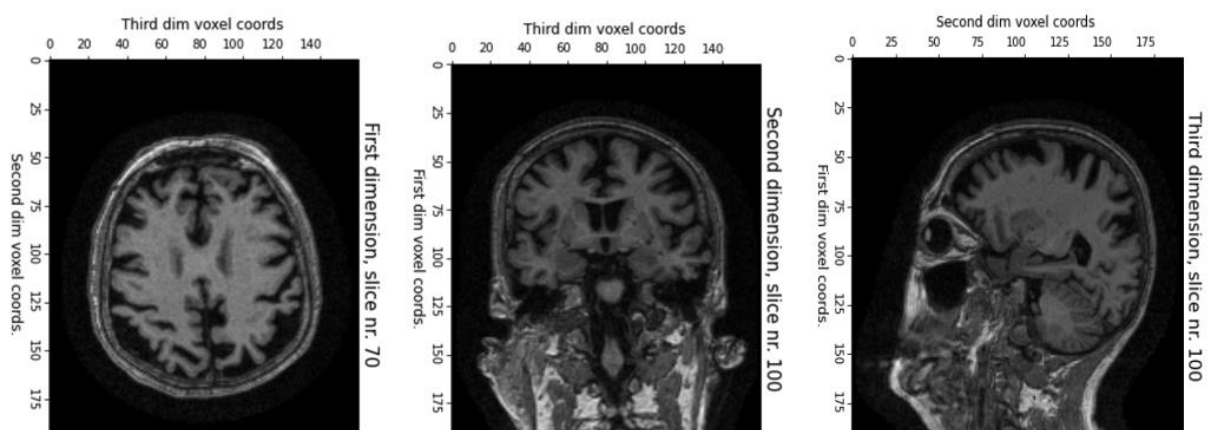 Third dim voxel coords
0 20 40 60 80 100 120 140
0
25
50
75
100
125
150
175
Second dim voxel coords.
First dimension, slice nr. 70
Third dim voxel coords
0 20 40 60 80 100 120 140
0
25
50
75
100
125
150
175
First dim voxel coords.
Second dimension, slice nr. 100
Second dim voxel coords
0 25 50 75 100 125 150 175
0
25
50
75
100
125
150
175
First dim voxel coords.
Third dimension, slice nr. 100